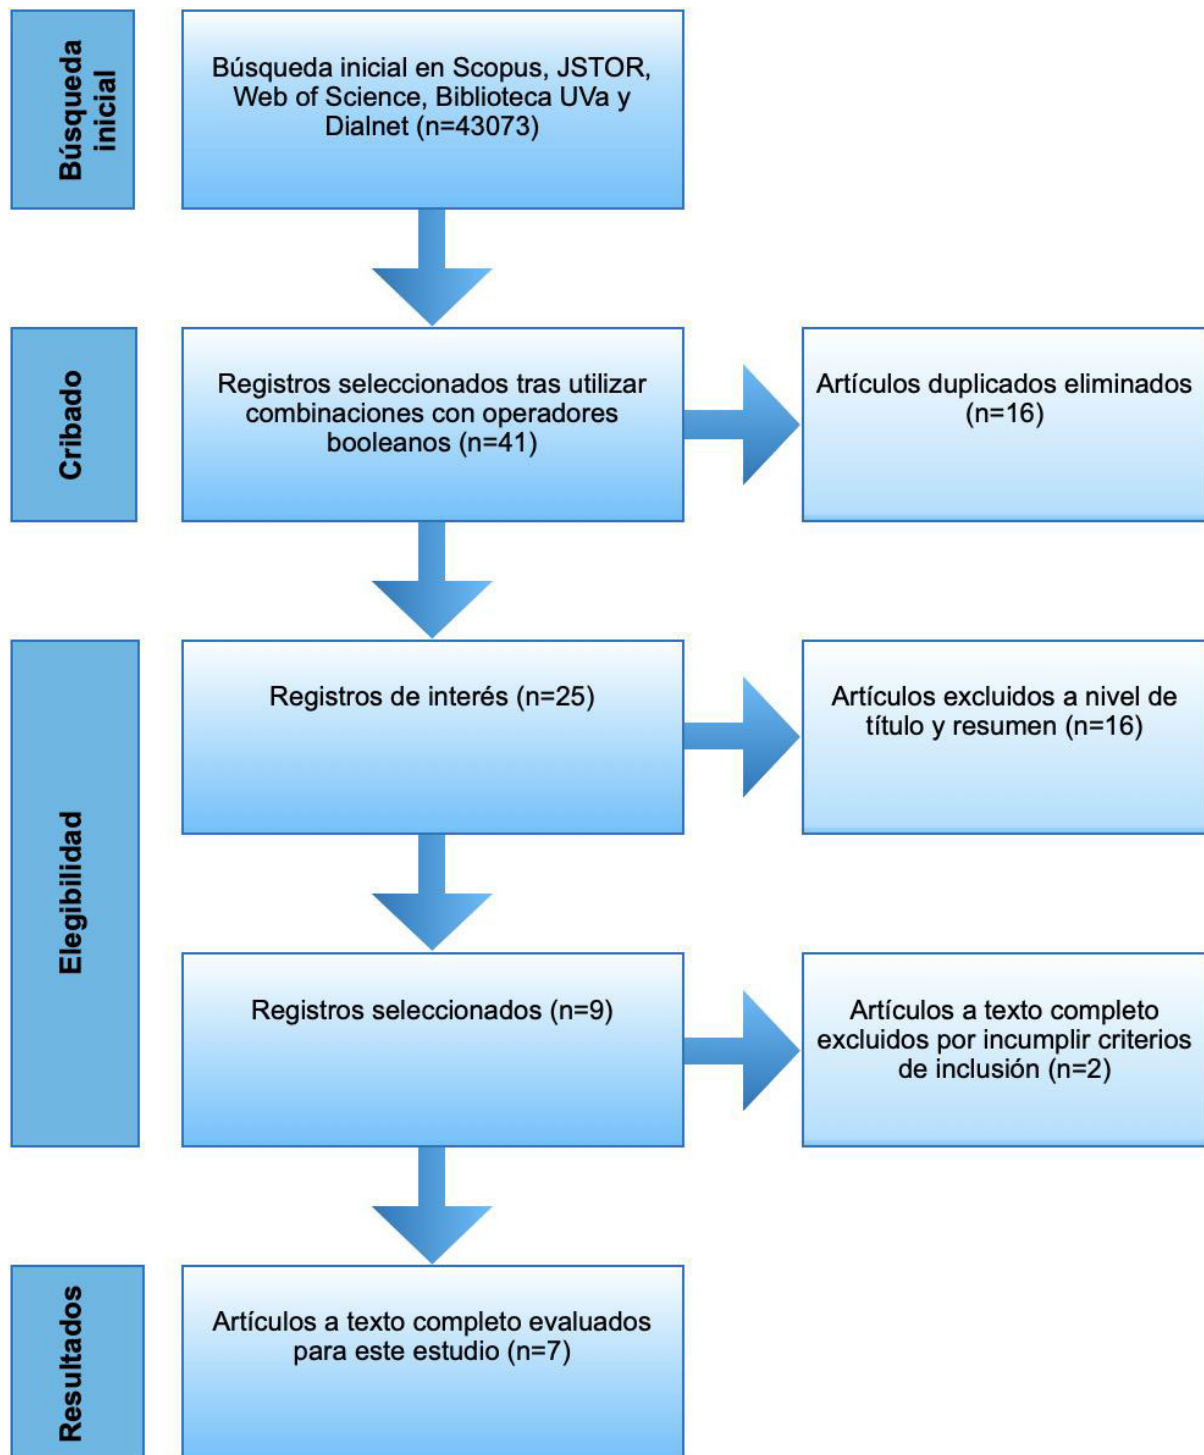 Búsqueda
inicial
Búsqueda inicial en Scopus, JSTOR,
Web of Science, Biblioteca UVa y
Dialnet (n=43073)
Cribado
Registros seleccionados tras utilizar
combinaciones con operadores
booleanos (n=41)
Artículos duplicados eliminados
(n=16)
Elegibilidad
Registros de interés (n=25)
Artículos excluidos a nivel de
título y resumen (n=16)
Registros seleccionados (n=9)
Artículos a texto completo
excluidos por incumplir criterios
de inclusión (n=2)
Resultados
Artículos a texto completo evaluados
para este estudio (n=7)